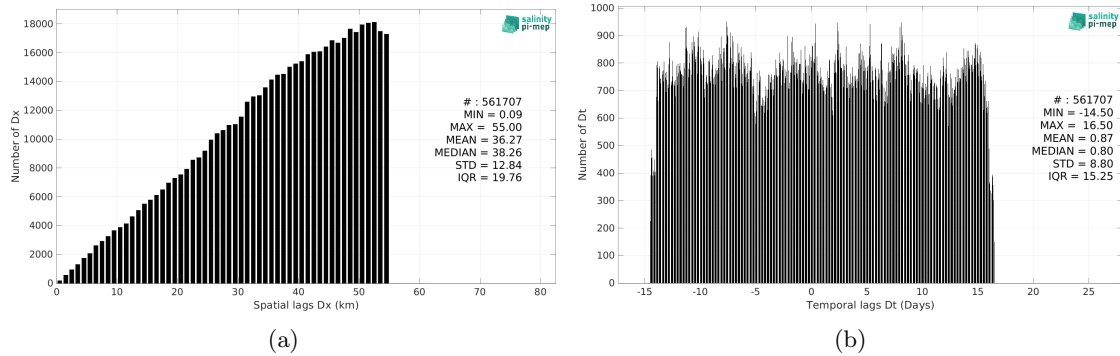 salinity
pi-mep
18000
16000
14000
12000
10000
8000
6000
4000
2000
0
Number of Dx
# : 561707
MIN = 0.09
MAX = 55.00
MEAN = 36.27
MEDIAN = 38.26
STD = 12.84
IQR = 19.76
0 10 20 30 40 50 60 70 80
Spatial lags Dx (km)
(a)
salinity
pi-mep
1000
900
800
700
600
500
400
300
200
100
0
Number of Dt
# : 561707
MIN = -14.50
MAX = 16.50
MEAN = 0.87
MEDIAN = 0.80
STD = 8.80
IQR = 15.25
-15 -10 -5 0 5 10 15 20 25
Temporal lags Dt (Days)
(b)